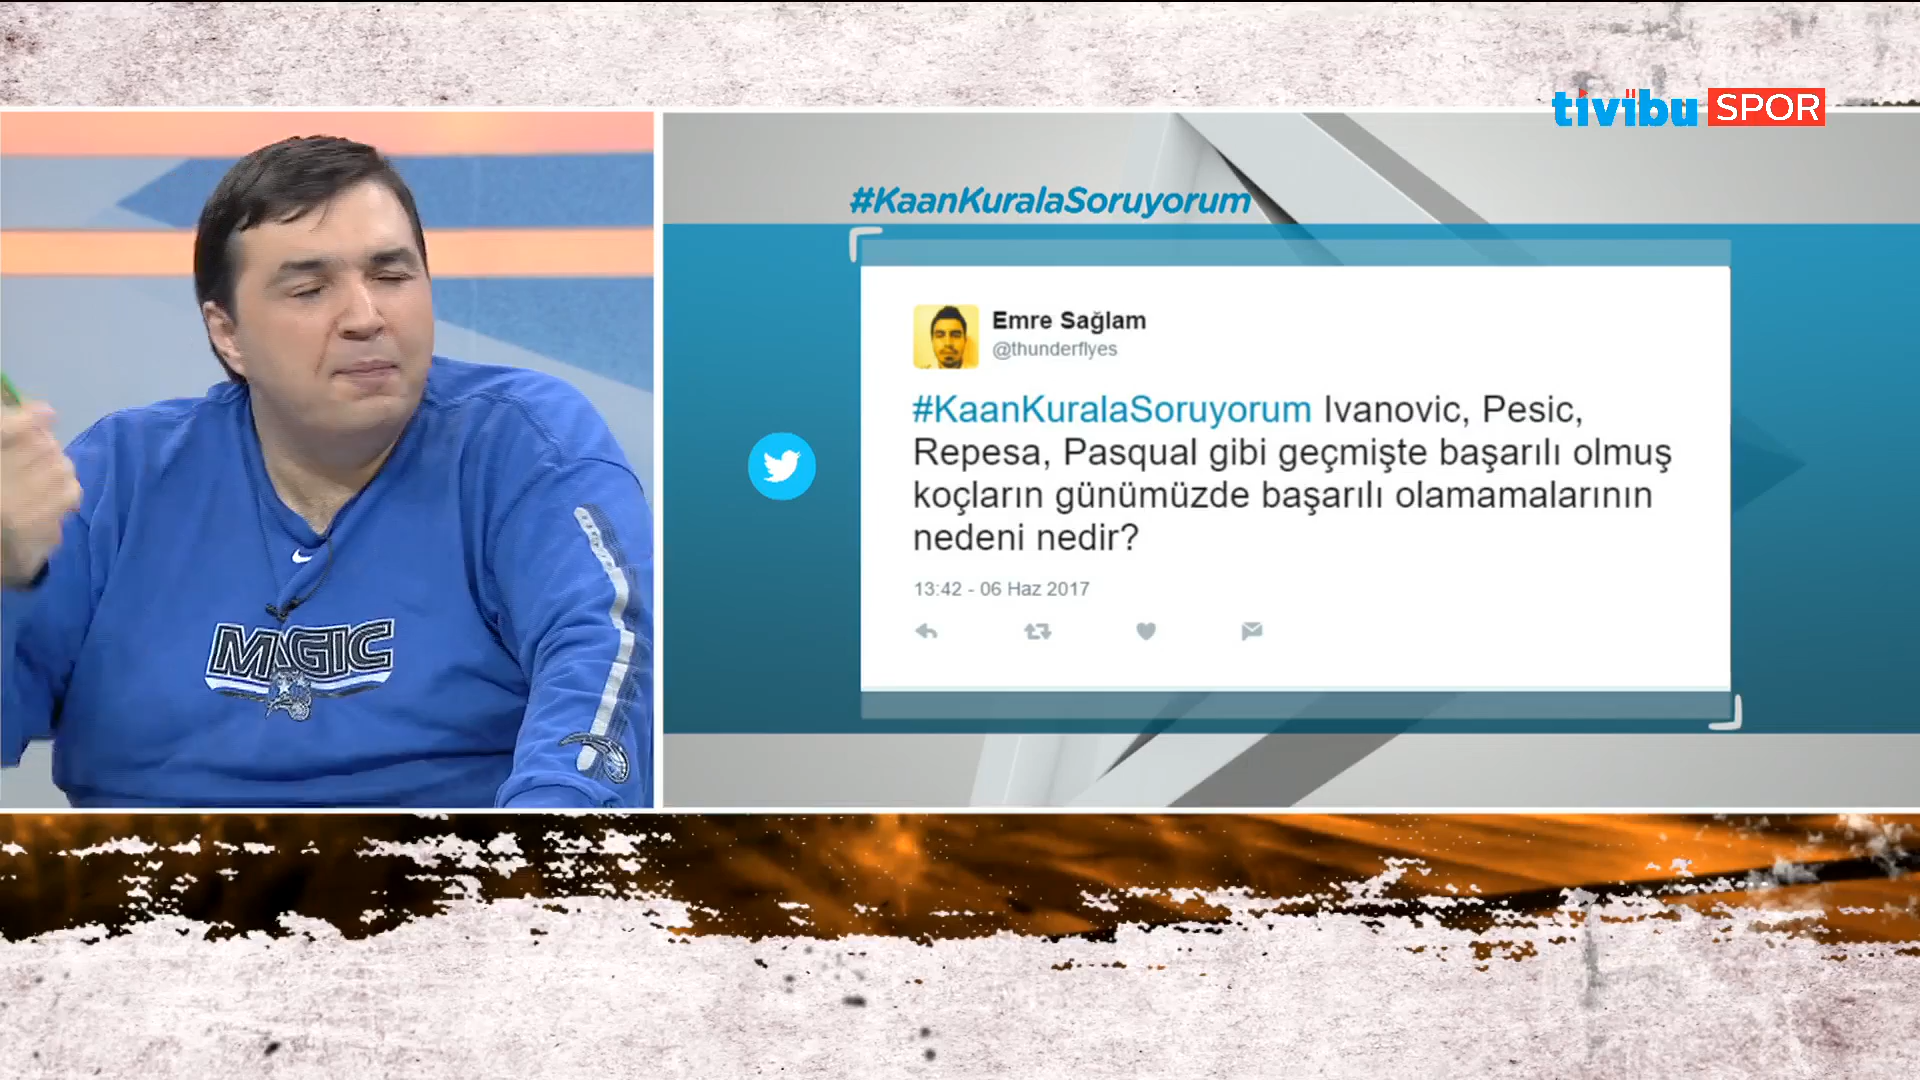 tivibu SPOR
#KaanKuralaSoruyorum
Emre Sağlam
@thunderflyes
#KaanKuralaSoruyorum Ivanovic, Pesic,
Repesa, Pasqual gibi geçmişte başarılı olmuş
koçların günümüzde başarılı olamamalarının
nedeni nedir?
13:42 - 06 Haz 2017
MAGIC